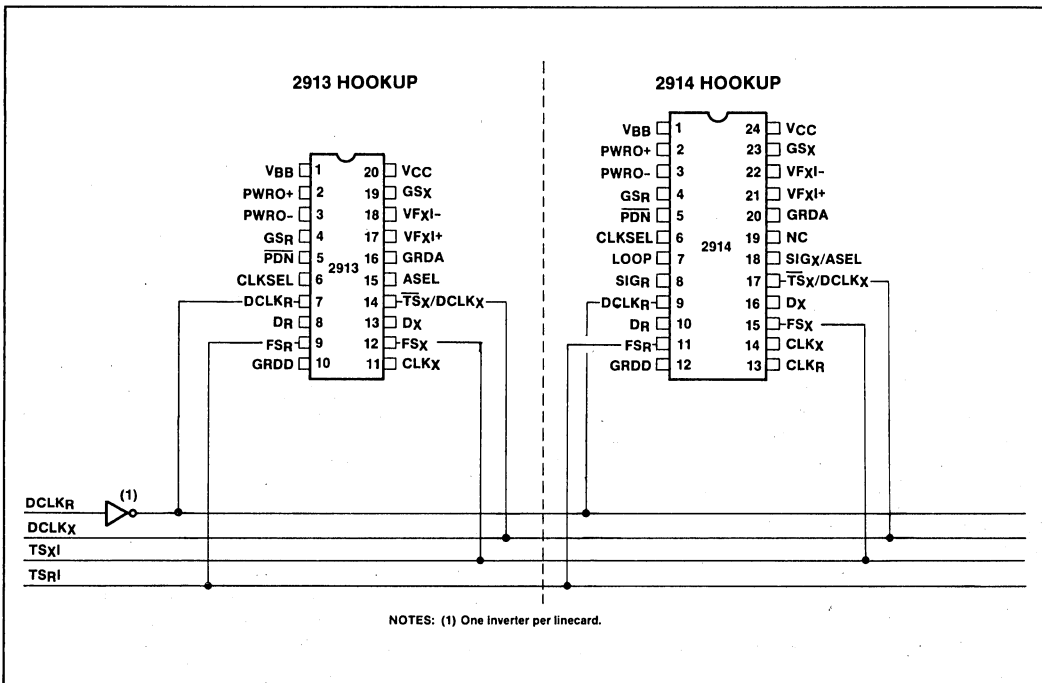 2913 HOOKUP
VBB 1 20 VCC
PWRO+ 2 19 GSX
PWRO- 3 18 VFXI-
GSR 4 17 VFXI+
PDN 5 16 GRDA
2913
CLKSEL 6 15 ASEL
DCLKR 7 14 TSX/DCLKX
DR 8 13 DX
FSR 9 12 FSX
GRDD 10 11 CLKX
2914 HOOKUP
VBB 1 24 VCC
PWRO+ 2 23 GSX
PWRO- 3 22 VFXI-
GSR 4 21 VFXI+
PDN 5 20 GRDA
CLKSEL 6 19 NC
2914
LOOP 7 18 SIGX/ASEL
SIGR 8 17 TSX/DCLKX
DCLKR 9 16 DX
DR 10 15 FSX
FSR 11 14 CLKX
GRDD 12 13 CLKR
DCLKR (1)
DCLKX
TSXI
TSRI
NOTES: (1) One inverter per linecard.